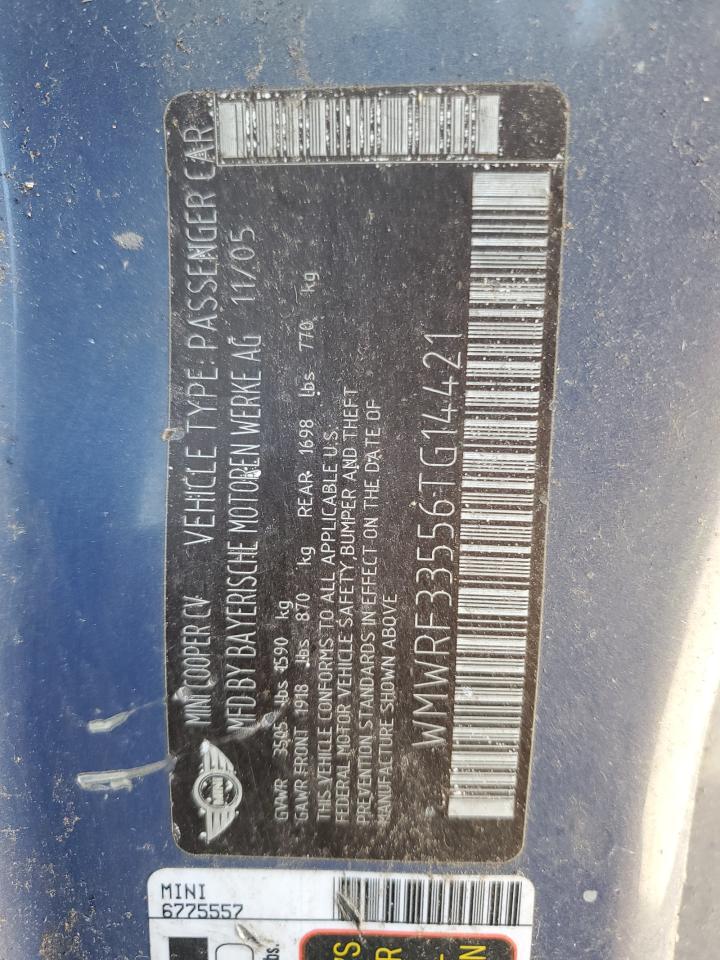 MINI COOPER CV VEHICLE TYPE: PASSENGER CAR
MFD BY BAYERISCHE MOTOREN WERKE AG 11/05
GVWR 3505 lbs 1590 kg
GAWR FRONT 1918 lbs 870 kg REAR 1698 lbs 770 kg
THIS VEHICLE CONFORMS TO ALL APPLICABLE U.S.
FEDERAL MOTOR VEHICLE SAFETY, BUMPER AND THEFT
PREVENTION STANDARDS IN EFFECT ON THE DATE OF
MANUFACTURE SHOWN ABOVE
WMWRF33556TG14421
MINI
MINI
6775557
lbs.